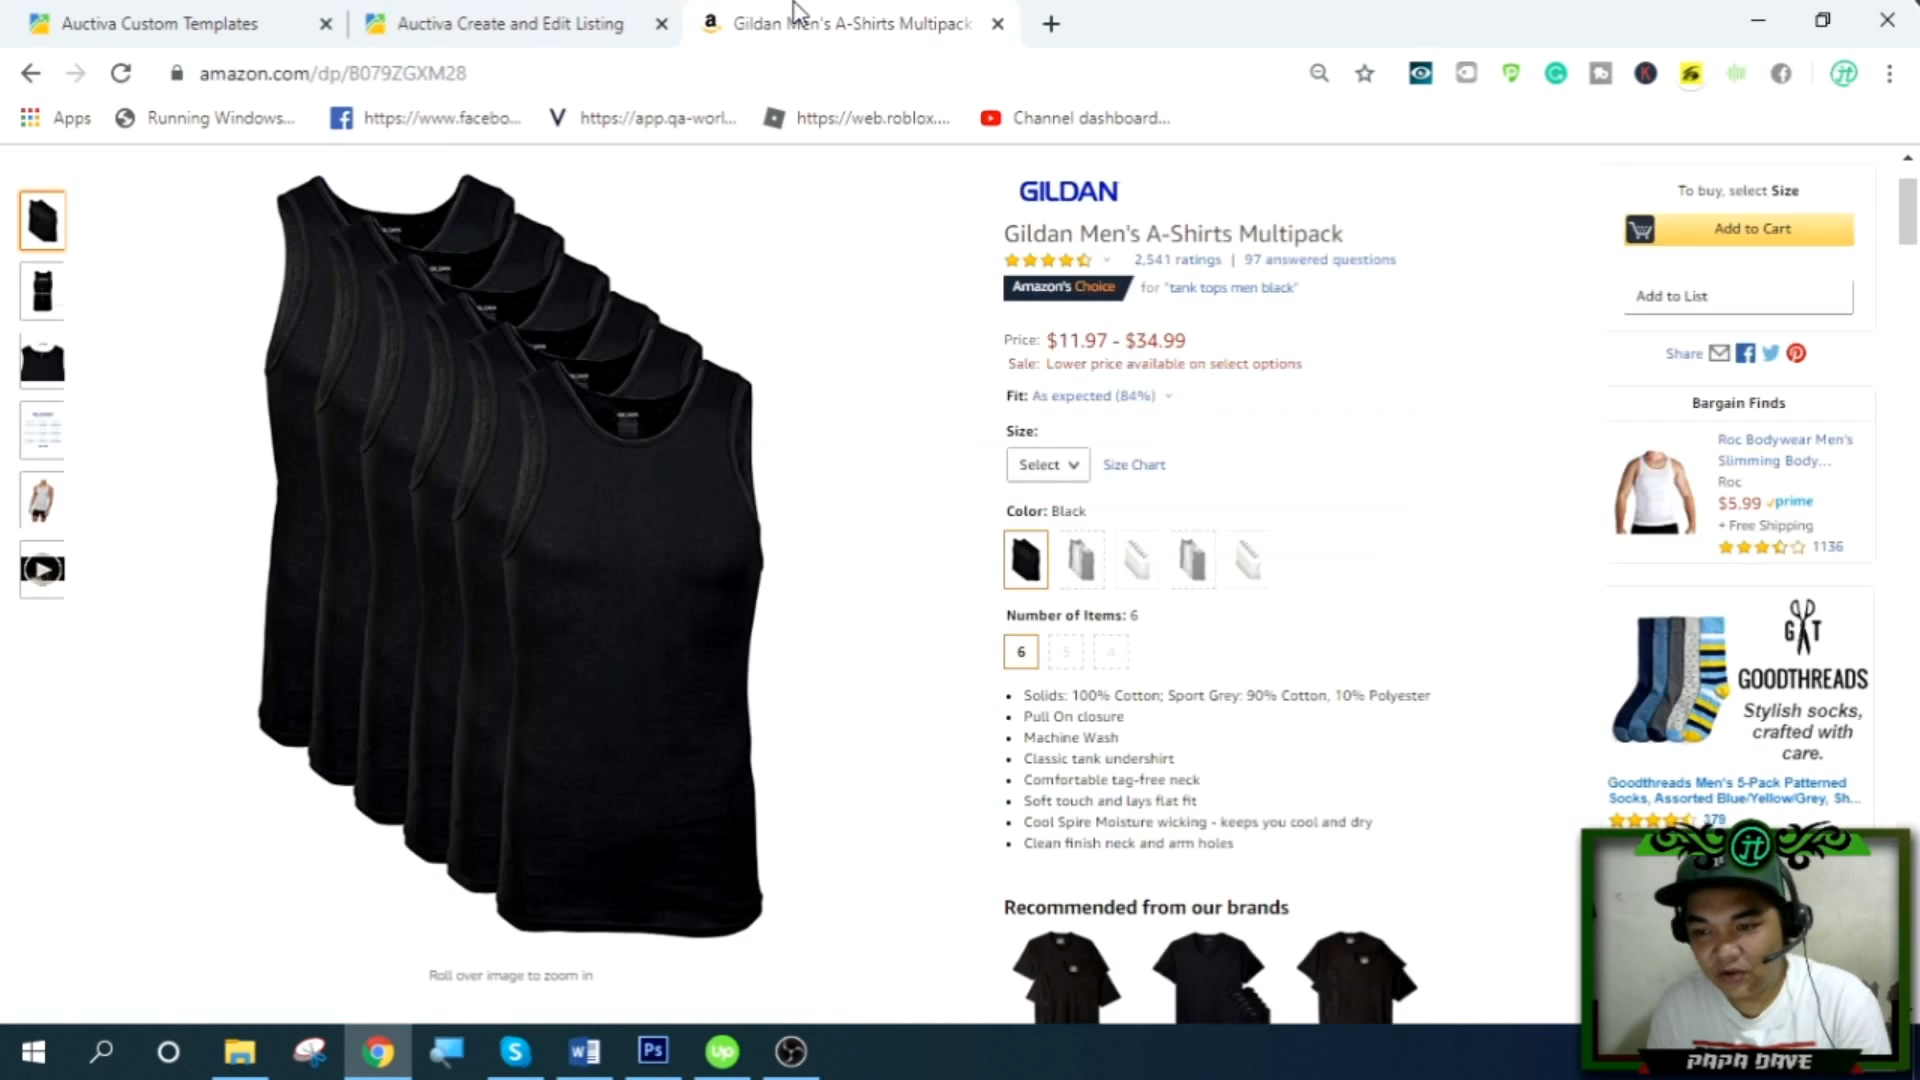 Auctiva Custom Templates
Auctiva Create and Edit Listing
Gildan Men's A-Shirts Multipack
amazon.com/dp/B079ZGXM28
Apps
Running Windows...
https://www.facebo...
https://app.qa-worl...
https://web.roblox....
Channel dashboard...
GILDAN
Gildan Men's A-Shirts Multipack
2,541 ratings | 97 answered questions
Amazon's Choice for "tank tops men black"
Price: $11.97 - $34.99
Sale: Lower price available on select options
Fit: As expected (84%)
Size:
Select
Size Chart
Color: Black
Number of Items: 6
6
5
4
Solids: 100% Cotton; Sport Grey: 90% Cotton, 10% Polyester
Pull On closure
Machine Wash
Classic tank undershirt
Comfortable tag-free neck
Soft touch and lays flat fit
Cool Spire Moisture wicking - keeps you cool and dry
Clean finish neck and arm holes
Recommended from our brands
Roll over image to zoom in
To buy, select Size
Add to Cart
Add to List
Share
Bargain Finds
Roc Bodywear Men's
Slimming Body...
Roc
$5.99 prime
+ Free Shipping
1136
G T
GOODTHREADS
Stylish socks,
crafted with
care.
Goodthreads Men's 5-Pack Patterned
Socks, Assorted Blue/Yellow/Grey, Sh...
379
jt
PAPA DAVE
GILDAN
Ps
Up